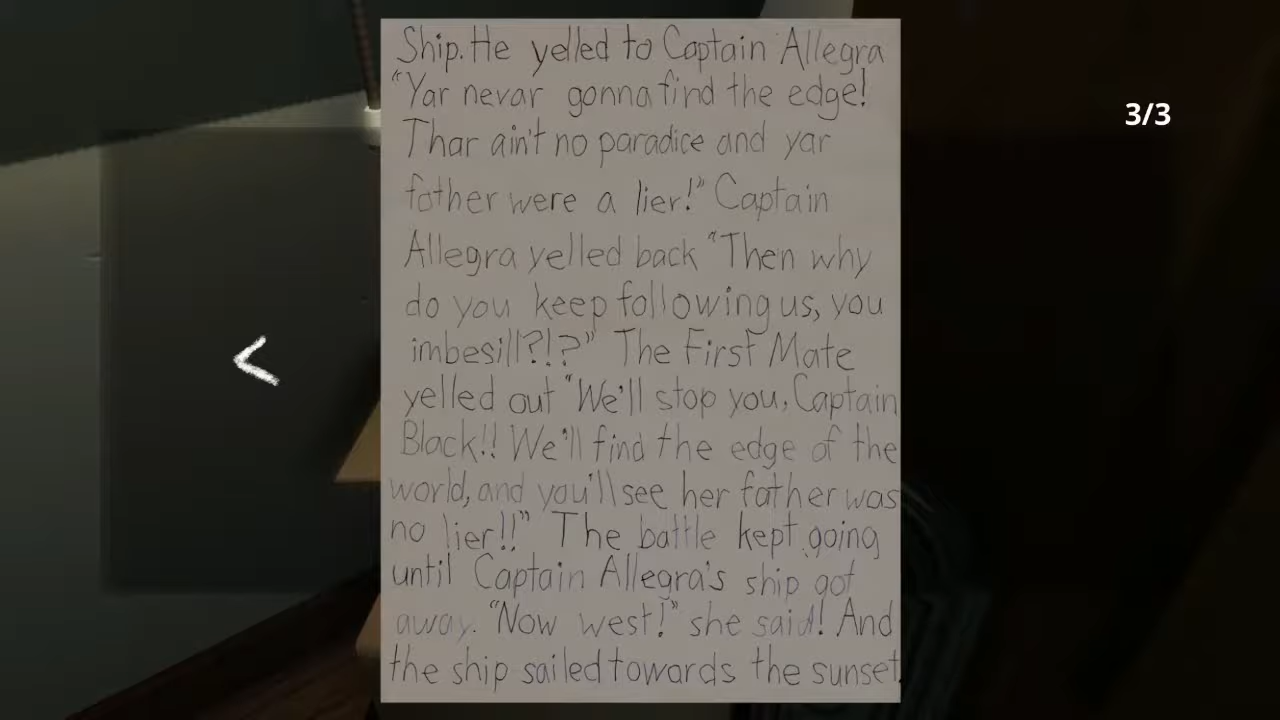 Ship. He yelled to Captain Allegra
"Yar nevar gonna find the edge!
Thar ain't no paradice and yar
father were a lier!" Captain
Allegra yelled back "Then why
do you keep following us, you
imbesill?!?" The First Mate
yelled out "We'll stop you, Captain
Black!! We'll find the edge of the
world, and you'll see her father was
no lier!!" The battle kept going
until Captain Allegra's ship got
away. "Now west!" she said! And
the ship sailed towards the sunset.
3/3
<